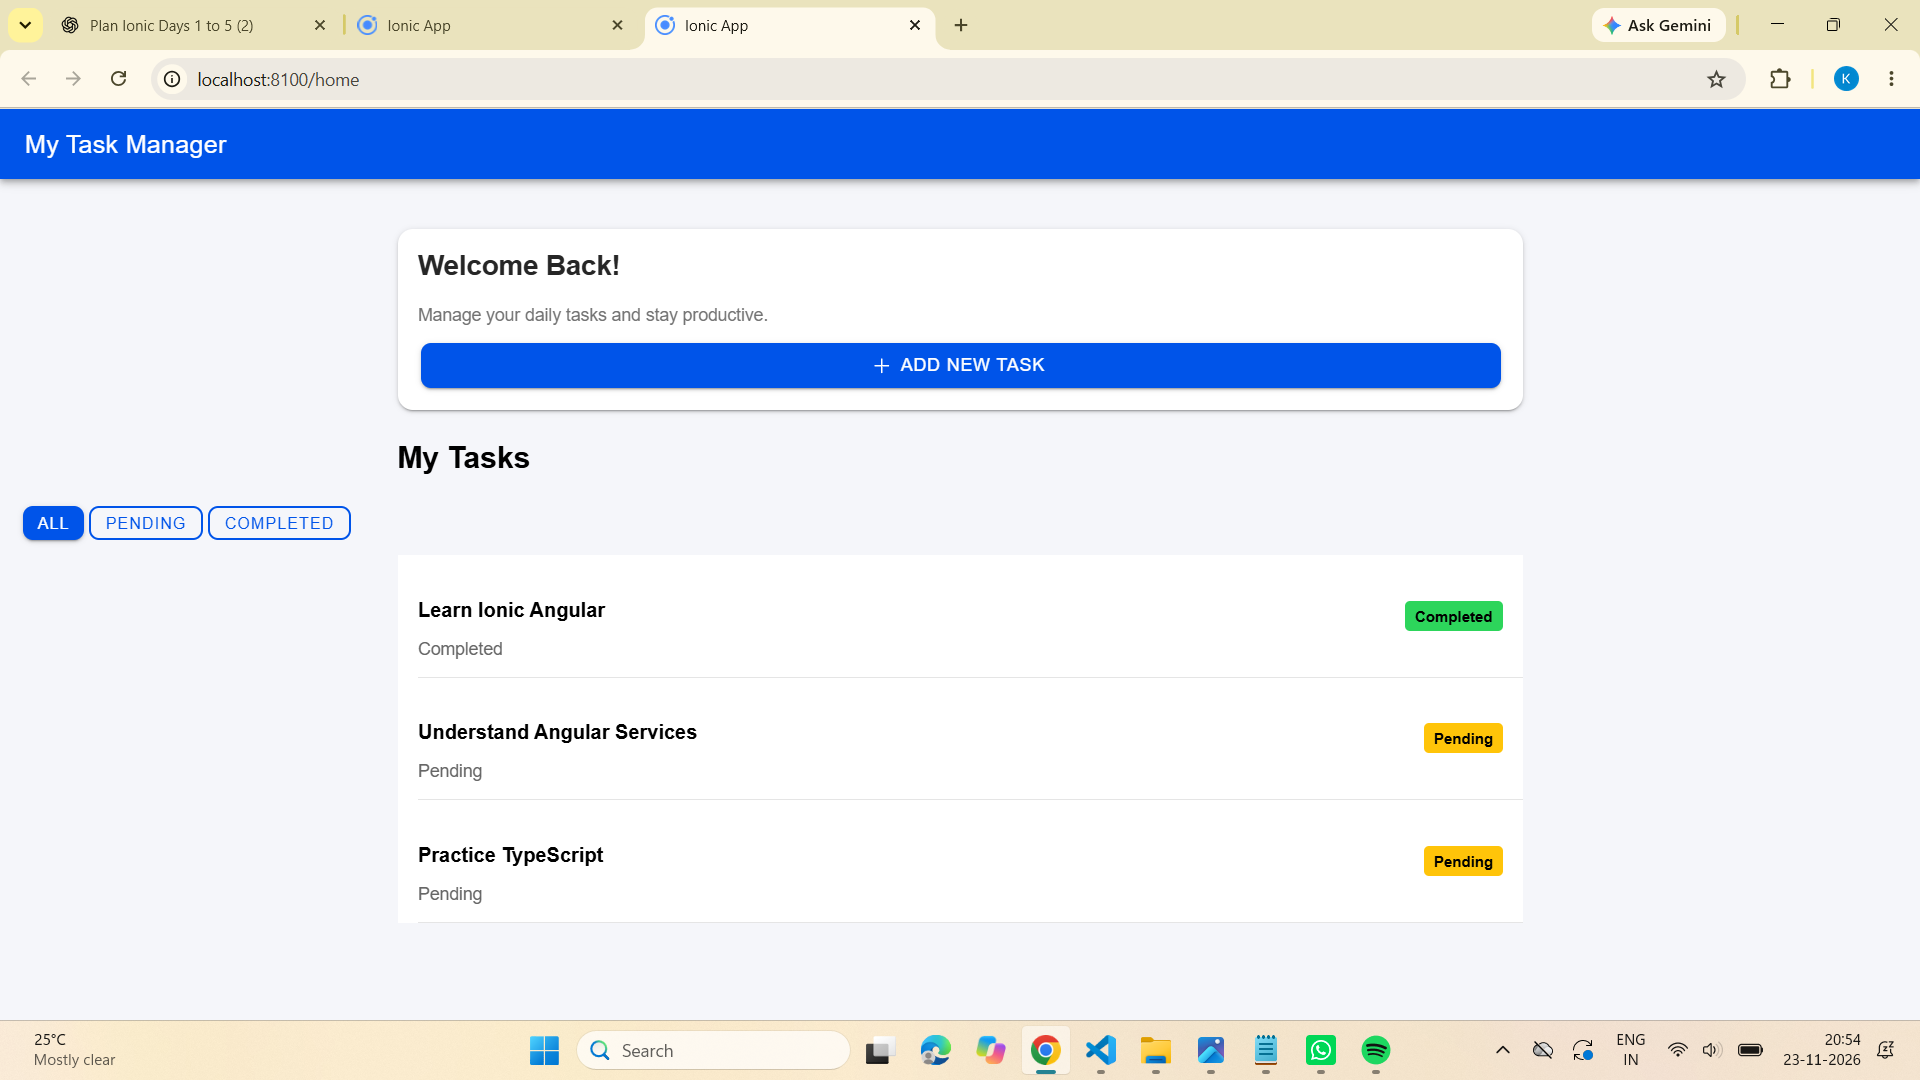 Plan Ionic Days 1 to 5 (2)
Ionic App
Ionic App
Ask Gemini
localhost:8100/home
K
My Task Manager
Welcome Back!
Manage your daily tasks and stay productive.
ADD NEW TASK
My Tasks
ALL
PENDING
COMPLETED
Learn Ionic Angular
Completed
Completed
Understand Angular Services
Pending
Pending
Practice TypeScript
Pending
Pending
25°C
Mostly clear
Search
ENG
IN
20:54
23-11-2026